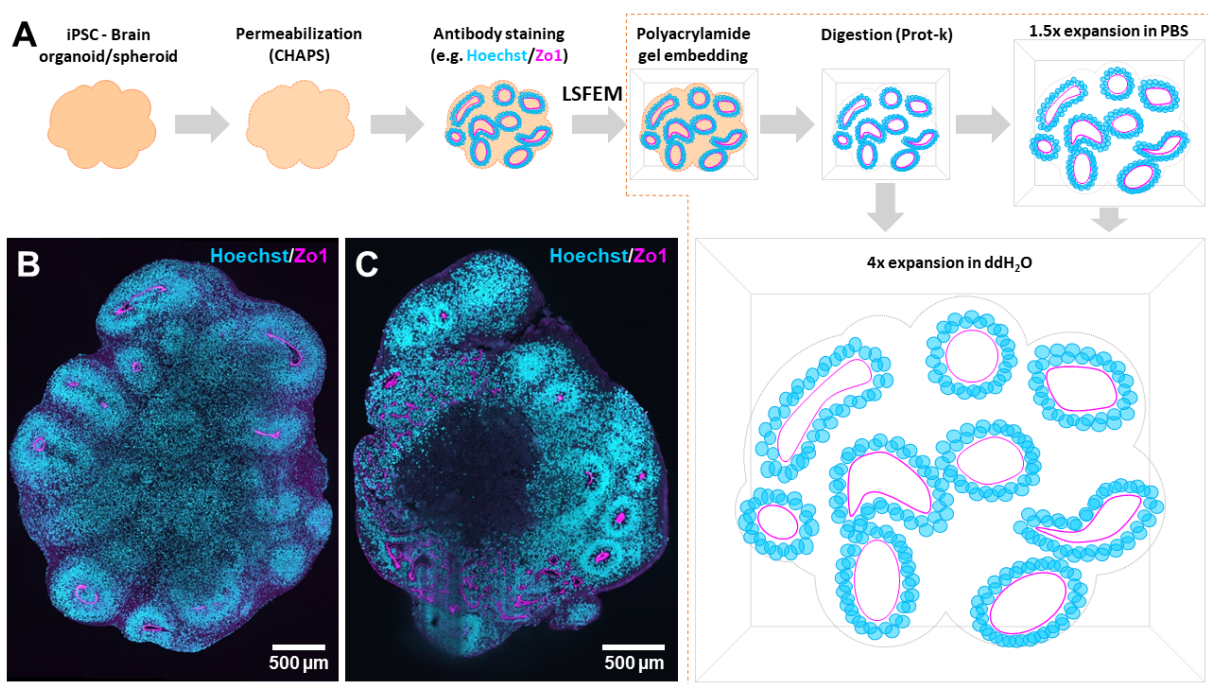 A
iPSC - Brain
organoid/spheroid
Permeabilization
(CHAPS)
Antibody staining
(e.g. Hoechst/Zo1)
LSFEM
Polyacrylamide
gel embedding
Digestion (Prot-k)
1.5x expansion in PBS
B
Hoechst/Zo1
500 µm
C
Hoechst/Zo1
500 µm
4x expansion in ddH₂O